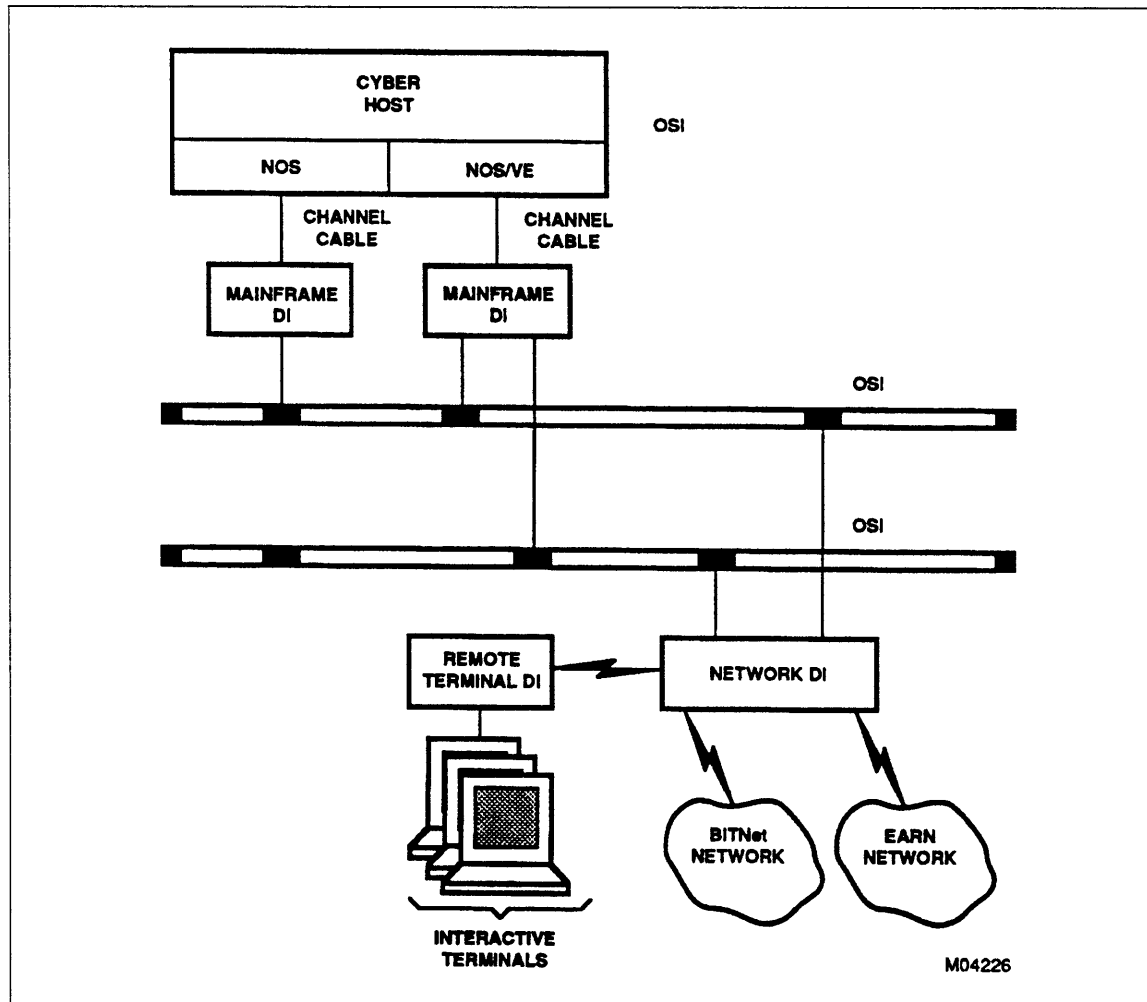 CYBER
HOST
OSI
NOS
NOS/VE
CHANNEL
CABLE
CHANNEL
CABLE
MAINFRAME
DI
MAINFRAME
DI
OSI
OSI
REMOTE
TERMINAL DI
NETWORK DI
BITNet
NETWORK
EARN
NETWORK
INTERACTIVE
TERMINALS
M04226